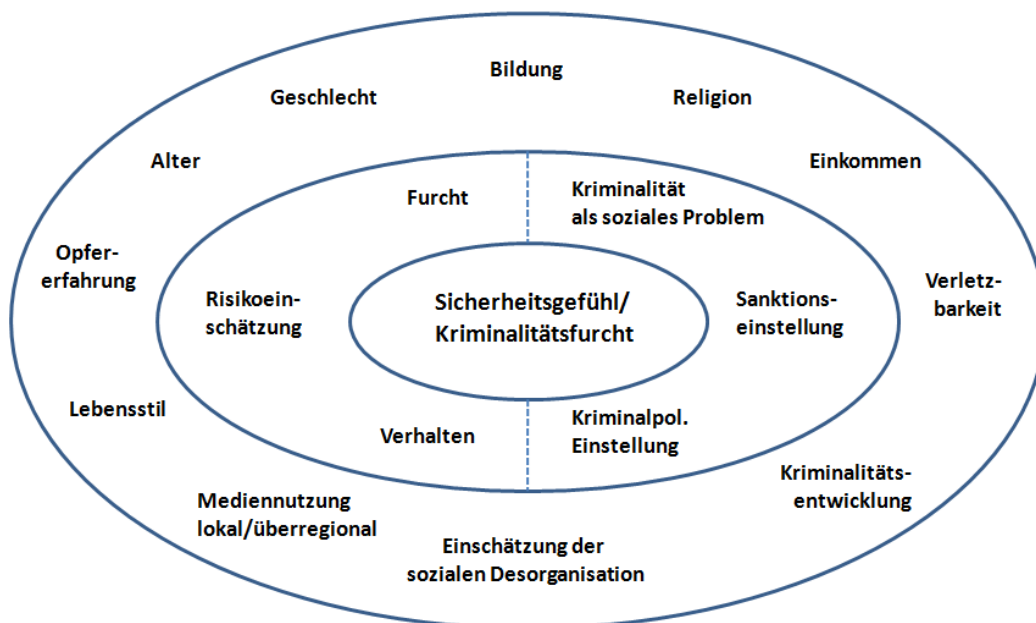 Bildung
Geschlecht
Religion
Alter
Einkommen
Furcht
Kriminalität
als soziales Problem
Opfer-
erfahrung
Risikoein-
schätzung
Sicherheitsgefühl/
Kriminalitätsfurcht
Sanktions-
einstellung
Verletz-
barkeit
Lebensstil
Verhalten
Kriminalpol.
Einstellung
Kriminalitäts-
entwicklung
Mediennutzung
lokal/überregional
Einschätzung der
sozialen Desorganisation